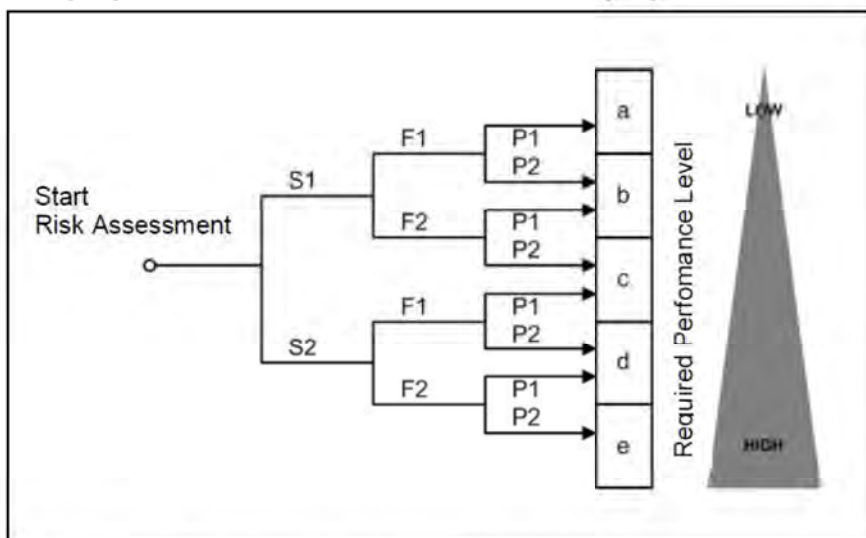 Start
Risk Assessment
S1
S2
F1
F2
F1
F2
P1
P2
P1
P2
P1
P2
P1
P2
a
b
c
d
e
Required Perfomance Level
LOW
HIGH